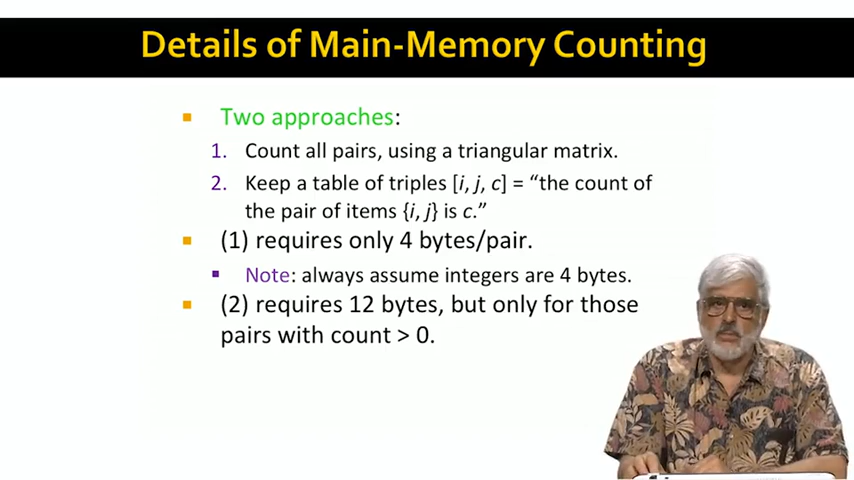 Details of Main-Memory Counting
Two approaches:
1. Count all pairs, using a triangular matrix.
2. Keep a table of triples [i, j, c] = “the count of
the pair of items {i, j} is c.”
(1) requires only 4 bytes/pair.
Note: always assume integers are 4 bytes.
(2) requires 12 bytes, but only for those
pairs with count > 0.